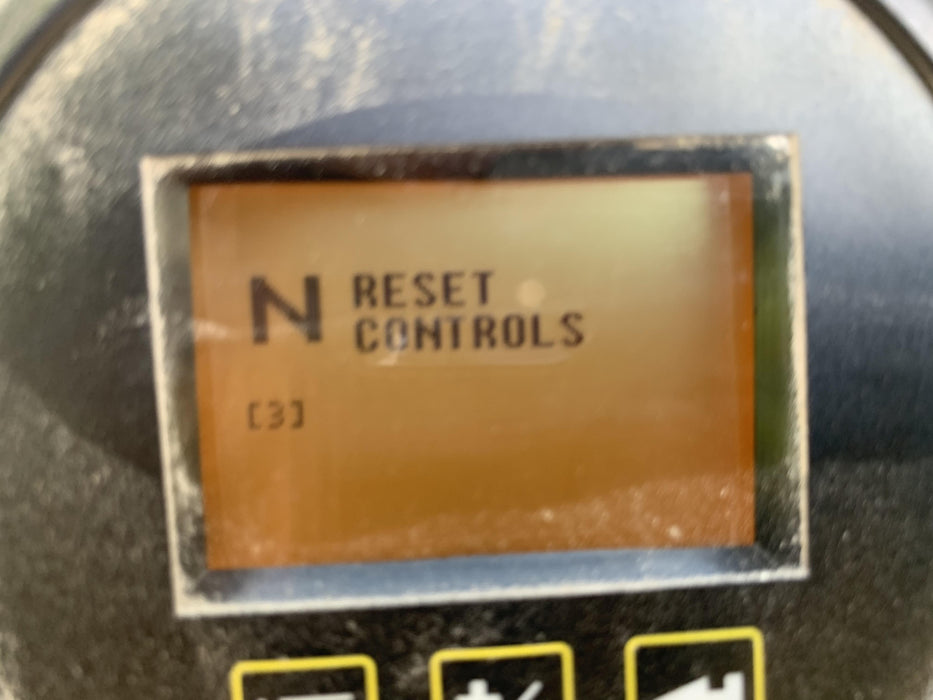 N RESET
CONTROLS
[3]